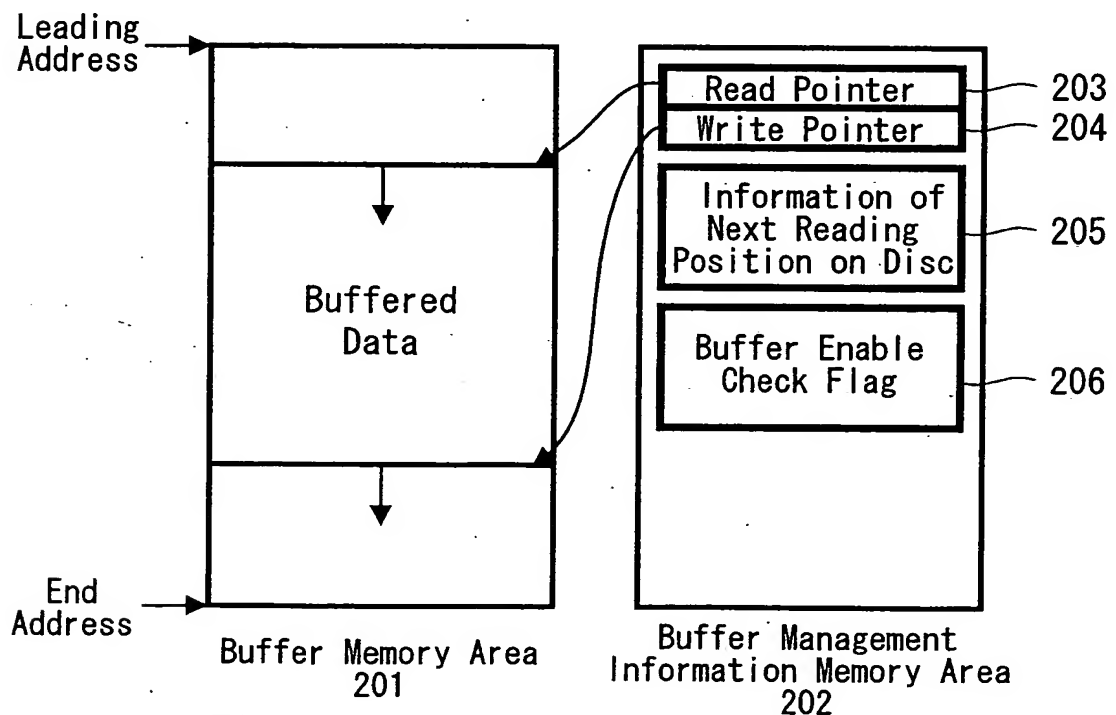 Leading
Address
Read Pointer
203
Write Pointer
204
Information of
Next Reading
Position on Disc
205
Buffered
Data
Buffer Enable
Check Flag
206
End
Address
Buffer Memory Area
201
Buffer Management
Information Memory Area
202